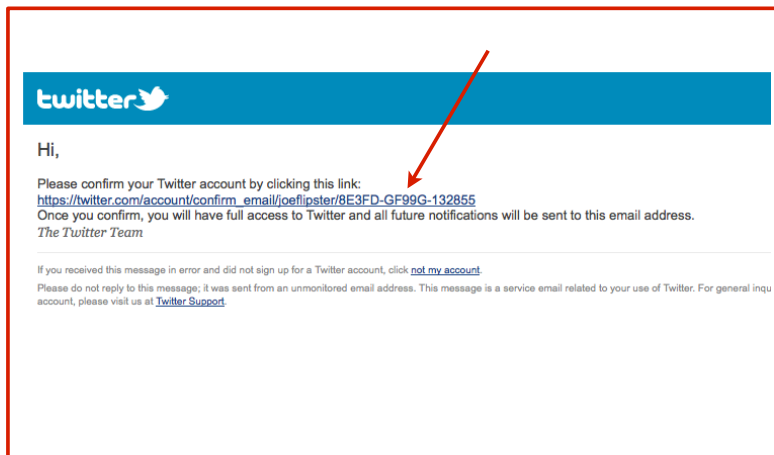 twitter
Hi,
Please confirm your Twitter account by clicking this link:
https://twitter.com/account/confirm_email/joeflipster/8E3FD-GF99G-132855
Once you confirm, you will have full access to Twitter and all future notifications will be sent to this email address.
The Twitter Team
If you received this message in error and did not sign up for a Twitter account, click not my account.
Please do not reply to this message; it was sent from an unmonitored email address. This message is a service email related to your use of Twitter. For general inqu
account, please visit us at Twitter Support.